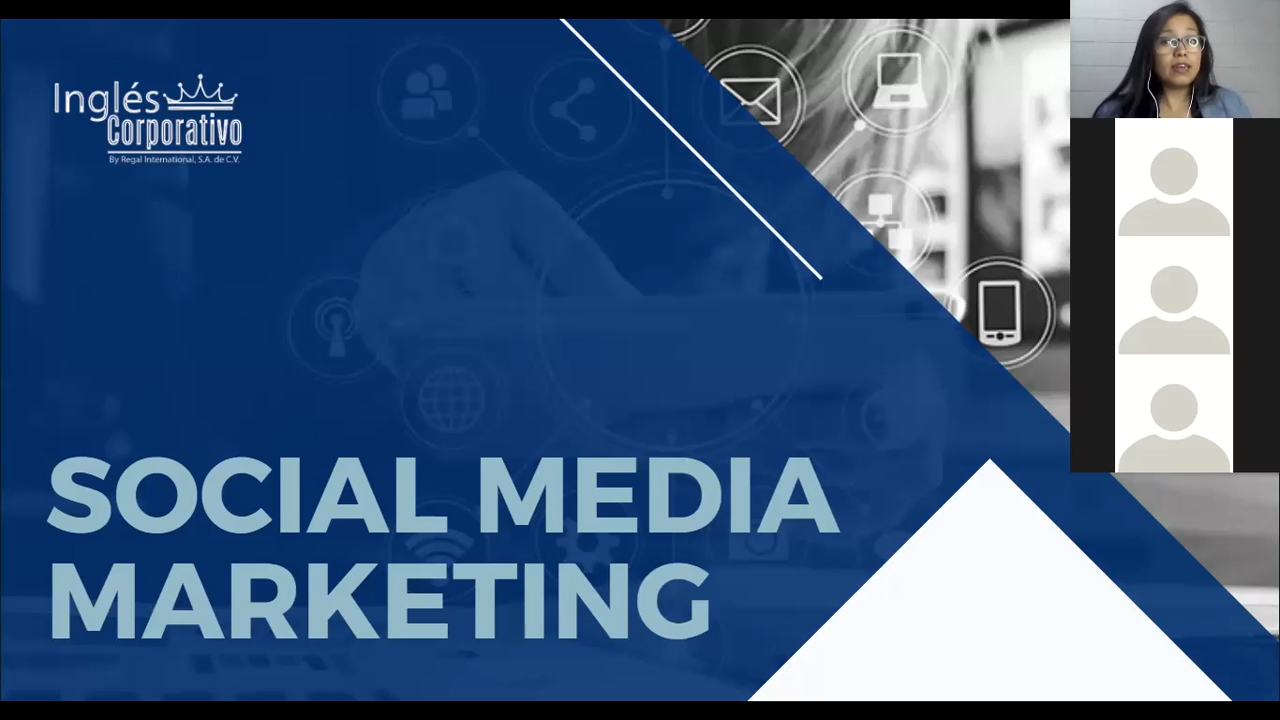 Inglés
Corporativo
By Regal International, S.A. de C.V.
SOCIAL MEDIA
MARKETING